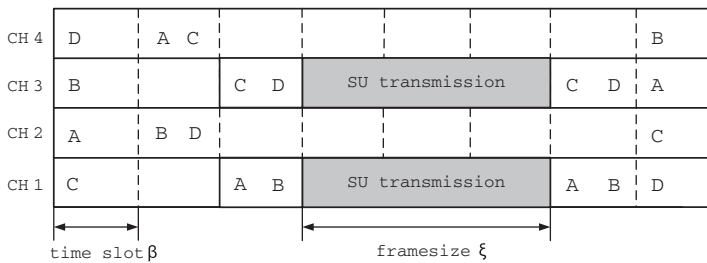 CH 4 D A C B
CH 3 B C D SU transmission C D A
CH 2 A B D C
CH 1 C A B SU transmission A B D
time slot β framesize ξ